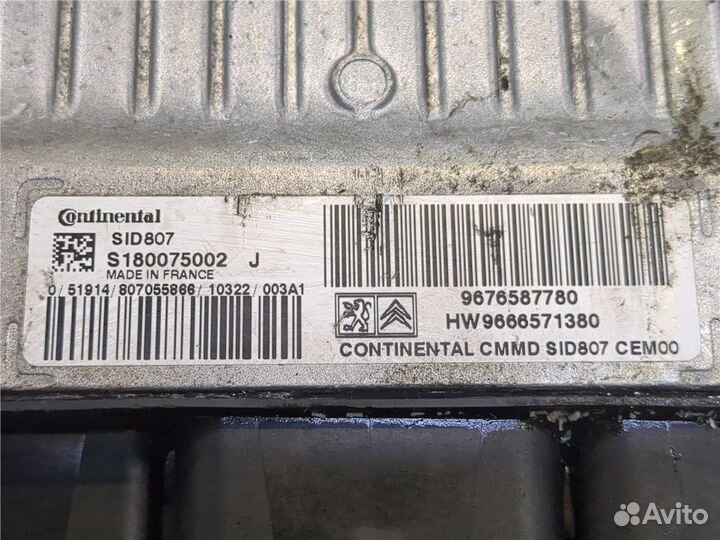 Continental
SID807
S180075002 J
MADE IN FRANCE
0/51914/807055866/10322/003A1
9676587780
HW9666571380
CONTINENTAL CMMD SID807 CEM00
Avito